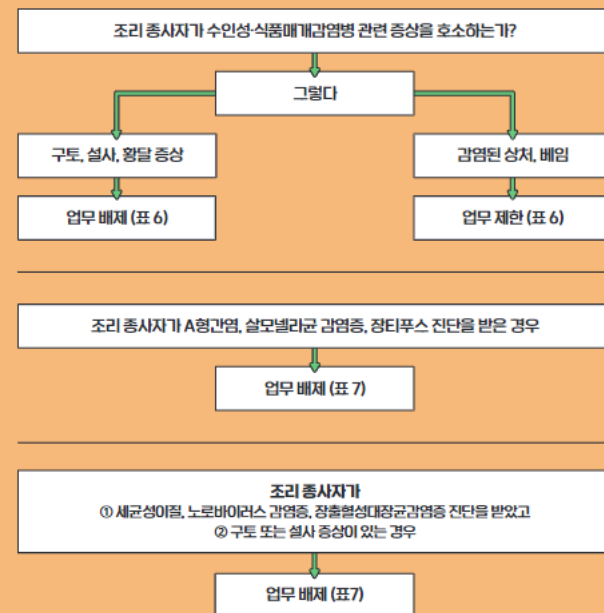 조리 종사자가 수인성·식품매개감염병 관련 증상을 호소하는가?
그렇다
구토, 설사, 황달 증상
감염된 상처, 베임
업무 배제 (표 6)
업무 제한 (표 6)
조리 종사자가 A형간염, 살모넬라균 감염증, 장티푸스 진단을 받은 경우
업무 배제 (표 7)
조리 종사자가
① 세균성이질, 노로바이러스 감염증, 장출혈성대장균감염증 진단을 받았고
② 구토 또는 설사 증상이 있는 경우
업무 배제 (표7)